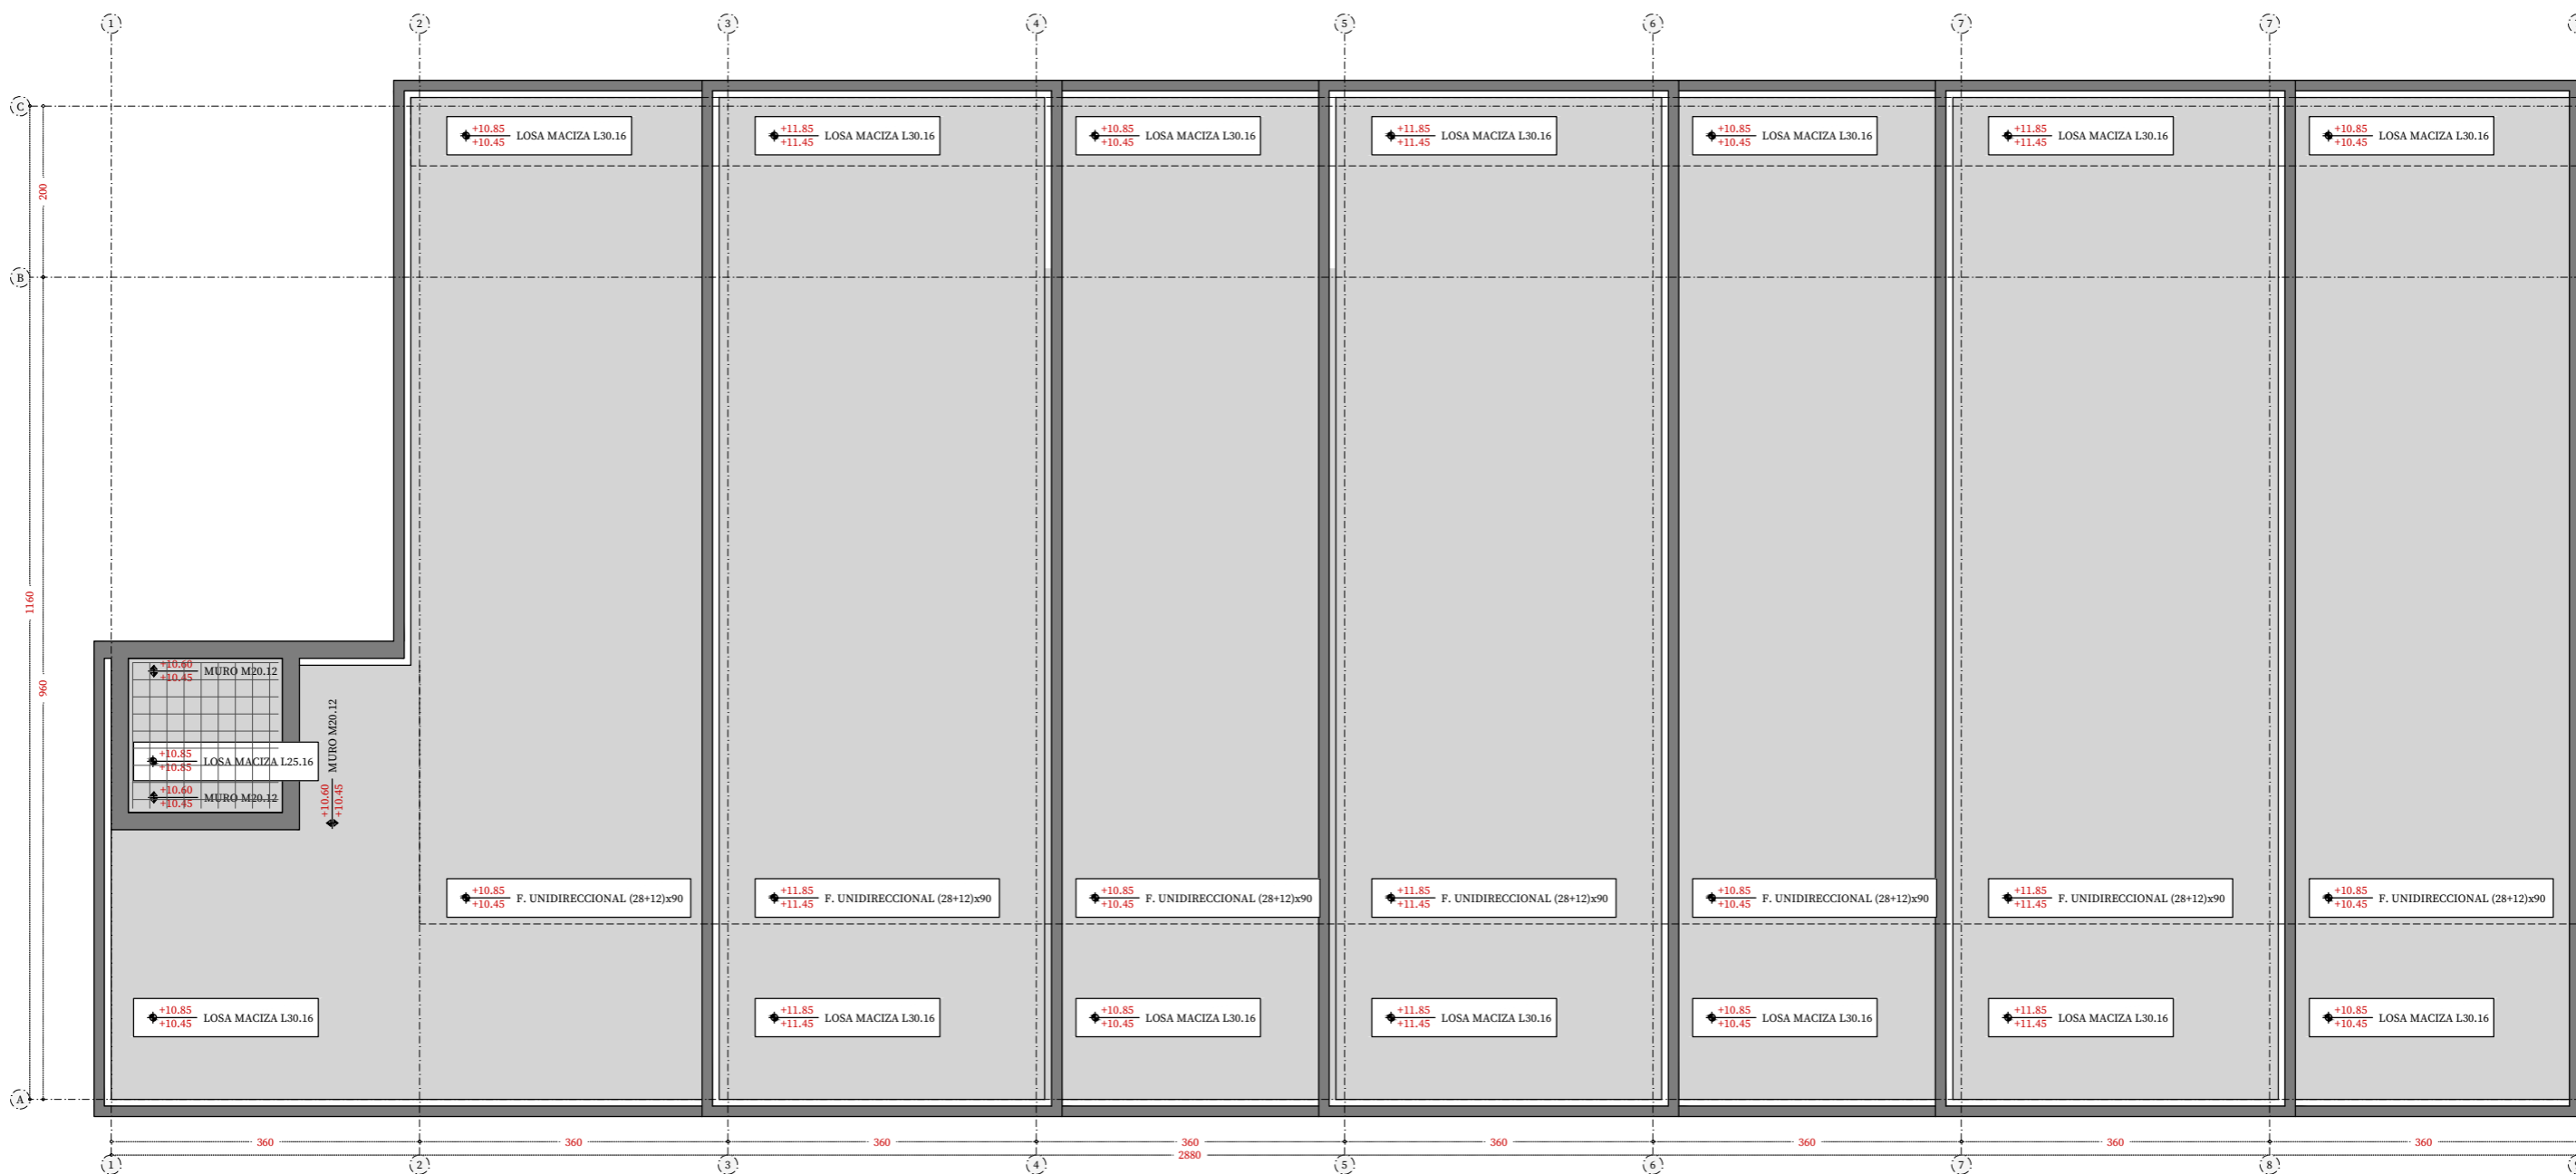 1 2 3 4 5 6 7 7
C
+10.85 LOSA MACIZA L30.16 +11.85 LOSA MACIZA L30.16 +10.85 LOSA MACIZA L30.16 +11.85 LOSA MACIZA L30.16 +10.85 LOSA MACIZA L30.16 +11.85 LOSA MACIZA L30.16 +10.85 LOSA MACIZA L30.16
+10.45 +11.45 +10.45 +11.45 +10.45 +11.45 +10.45
200
B
1160
960
+10.60 MURO M20.12
+10.45
MURO M20.12
+10.60
+10.45
+10.85 LOSA MACIZA L25.16
+10.85
+10.60 MURO M20.12
+10.45
+10.85 F. UNIDIRECCIONAL (28+12)x90 +11.85 F. UNIDIRECCIONAL (28+12)x90 +10.85 F. UNIDIRECCIONAL (28+12)x90 +11.85 F. UNIDIRECCIONAL (28+12)x90 +10.85 F. UNIDIRECCIONAL (28+12)x90 +11.85 F. UNIDIRECCIONAL (28+12)x90 +10.85 F. UNIDIRECCIONAL (28+12)x90
+10.45 +11.45 +10.45 +11.45 +10.45 +11.45 +10.45
+10.85 LOSA MACIZA L30.16 +11.85 LOSA MACIZA L30.16 +10.85 LOSA MACIZA L30.16 +11.85 LOSA MACIZA L30.16 +10.85 LOSA MACIZA L30.16 +11.85 LOSA MACIZA L30.16 +10.85 LOSA MACIZA L30.16
+10.45 +11.45 +10.45 +11.45 +10.45 +11.45 +10.45
A
360 360 360 360 360 360 360 360
2880
1 2 3 4 5 6 7 8